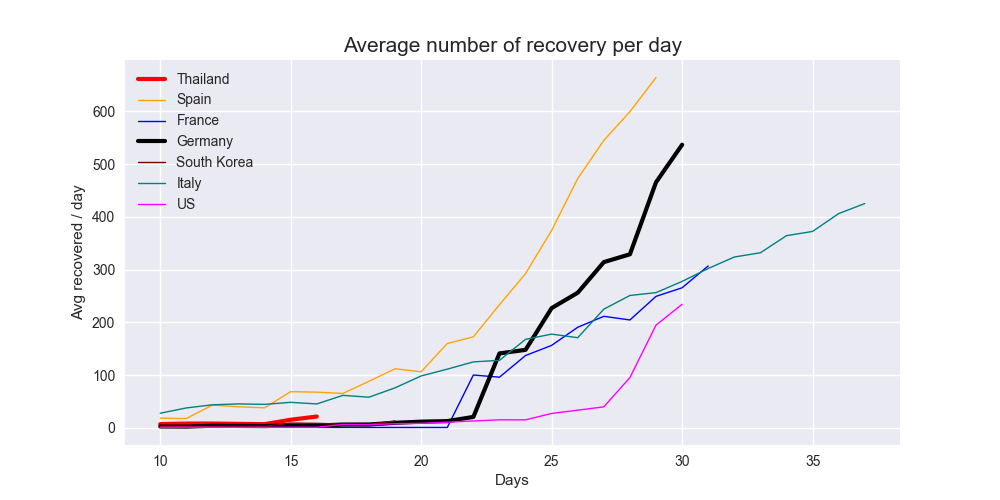 Average number of recovery per day
Thailand
Spain
France
Germany
South Korea
Italy
US
Avg recovered / day
600
500
400
300
200
100
0
10 15 20 25 30 35
Days